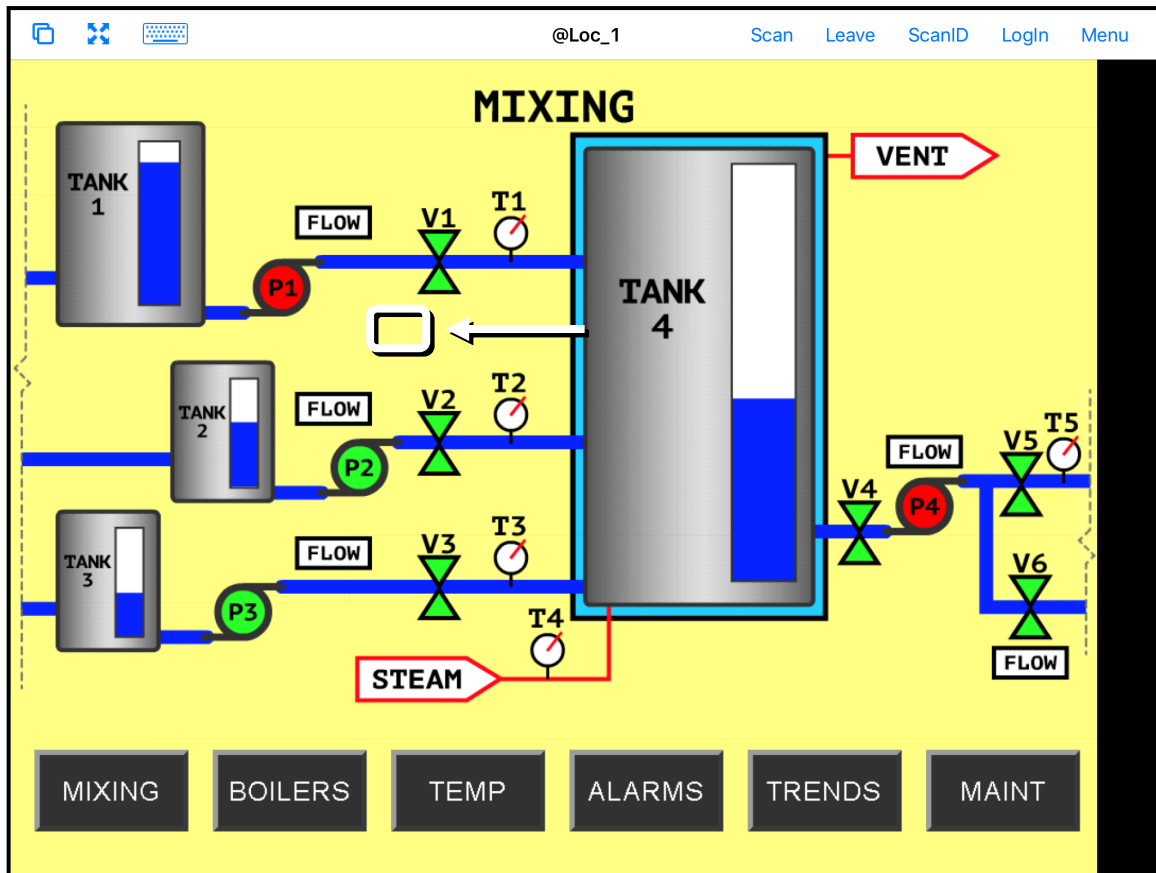 @Loc_1 Scan Leave ScanID LogIn Menu
MIXING
TANK
1
FLOW
V1
T1
P1
VENT
TANK
4
TANK
2
FLOW
V2
T2
P2
TANK
3
FLOW
V3
T3
P3
T4
STEAM
V4
FLOW
P4
V5
T5
V6
FLOW
MIXING BOILERS TEMP ALARMS TRENDS MAINT